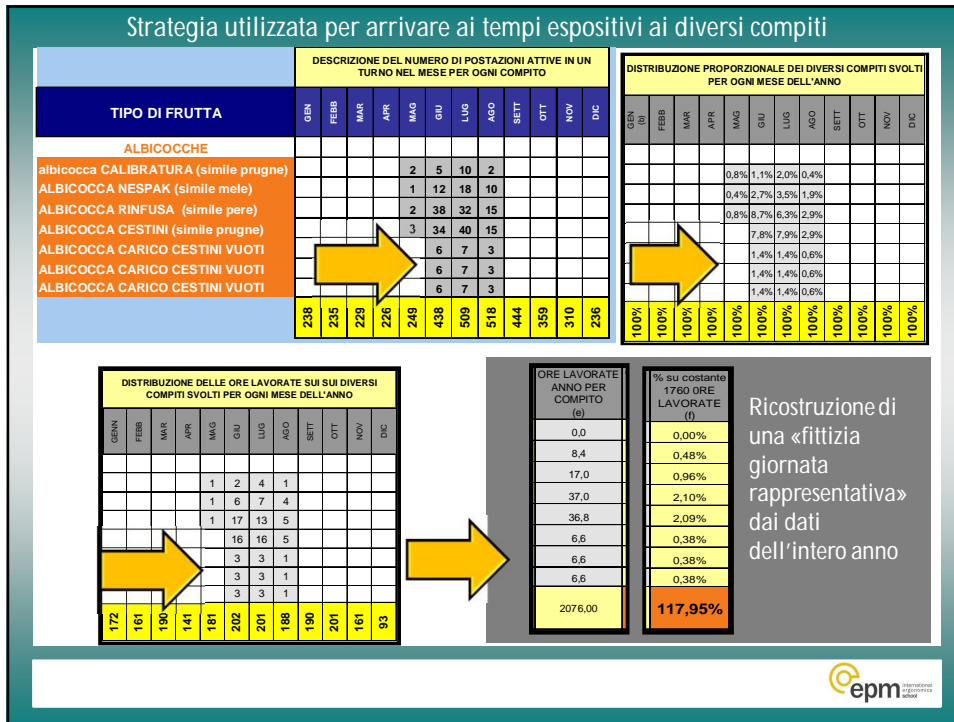 Strategia utilizzata per arrivare ai tempi espositivi ai diversi compiti
DESCRIZIONE DEL NUMERO DI POSTAZIONI ATTIVE IN UN
TURNO NEL MESE PER OGNI COMPITO
TIPO DI FRUTTA GEN FEBB MAR APR MAG GIU LUG AGO SETT OTT NOV DIC
ALBICOCCHE
albicocca CALIBRATURA (simile prugne) 2 5 10 2
ALBICOCCA NESPAK (simile mele) 1 12 18 10
ALBICOCCA RINFUSA (simile pere) 2 38 32 15
ALBICOCCA CESTINI (simile prugne) 3 34 40 15
ALBICOCCA CARICO CESTINI VUOTI 6 7 3
ALBICOCCA CARICO CESTINI VUOTI 6 7 3
ALBICOCCA CARICO CESTINI VUOTI 6 7 3
238 235 229 226 249 438 509 518 444 359 310 236
DISTRIBUZIONE PROPORZIONALE DEI DIVERSI COMPITI SVOLTI
PER OGNI MESE DELL'ANNO
GEN (b) FEBB MAR APR MAG GIU LUG AGO SETT OTT NOV DIC
0,8% 1,1% 2,0% 0,4%
0,4% 2,7% 3,5% 1,9%
0,8% 8,7% 6,3% 2,9%
7,8% 7,9% 2,9%
1,4% 1,4% 0,6%
1,4% 1,4% 0,6%
1,4% 1,4% 0,6%
100% 100% 100% 100% 100% 100% 100% 100% 100% 100% 100% 100%
DISTRIBUZIONE DELLE ORE LAVORATE SUI SUI DIVERSI
COMPITI SVOLTI PER OGNI MESE DELL'ANNO
GENN FEBB MAR APR MAG GIU LUG AGO SETT OTT NOV DIC
1 2 4 1
1 6 7 4
1 17 13 5
16 16 5
3 3 1
3 3 1
3 3 1
172 161 190 141 181 202 201 188 190 201 161 93
ORE LAVORATE
ANNO PER
COMPITO
(e)
0,0
8,4
17,0
37,0
36,8
6,6
6,6
6,6
2076,00
% su costante
1760 0RE
LAVORATE
(f)
0,00%
0,48%
0,96%
2,10%
2,09%
0,38%
0,38%
0,38%
117,95%
Ricostruzione di
una «fittizia
giornata
rappresentativa»
dai dati
dell'intero anno
epm international
ergonomics
school